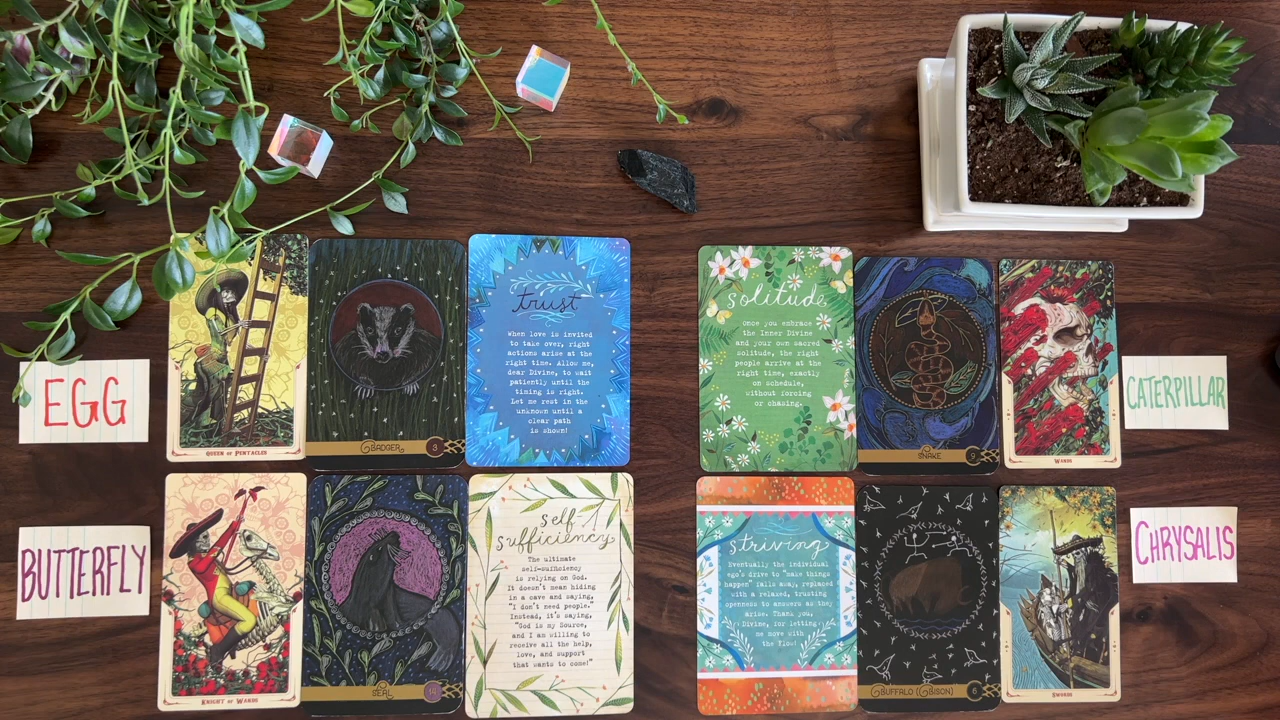 EGG
QUEEN OF PENTACLES
BADGER
8
trust
When love is invited
to take over, right
actions arise at the
right time. Allow me,
dear Divine, to wait
patiently until the
timing is right.
Let me rest in the
unknown until a
clear path
is shown!
solitude
Once you embrace
the Inner Divine
and your own sacred
solitude, the right
people arrive at the
right time, exactly
on schedule,
without forcing
or chasing.
SNAKE
9
WANDS
CATERPILLAR
BUTTERFLY
KNIGHT OF WANDS
SEAL
self
sufficiency
The ultimate
self-sufficiency
is relying on God.
It doesn't mean hiding
in a cave and saying,
"I don't need people."
Instead, it's saying,
"God is my Source,
and I am willing to
receive all the help,
love, and support
that wants to come!"
striving
Eventually the individual
ego's drive to "make things
happen" falls away, replaced
with a relaxed, trusting
openness to answers as they
arise. Thank you,
Divine, for letting
me move with
the Flow!
BUFFALO (BISON)
6
SWORDS
CHRYSALIS